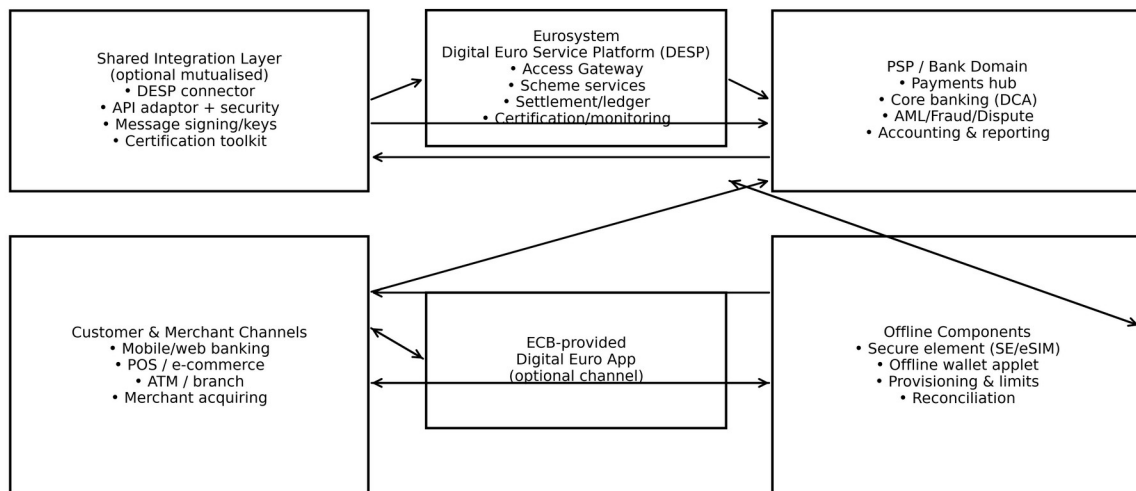 Shared Integration Layer
(optional mutualised)
• DESP connector
• API adaptor + security
• Message signing/keys
• Certification toolkit
Eurosystem
Digital Euro Service Platform (DESP)
• Access Gateway
• Scheme services
• Settlement/ledger
• Certification/monitoring
PSP / Bank Domain
• Payments hub
• Core banking (DCA)
• AML/Fraud/Dispute
• Accounting & reporting
Customer & Merchant Channels
• Mobile/web banking
• POS / e-commerce
• ATM / branch
• Merchant acquiring
ECB-provided
Digital Euro App
(optional channel)
Offline Components
• Secure element (SE/eSIM)
• Offline wallet applet
• Provisioning & limits
• Reconciliation